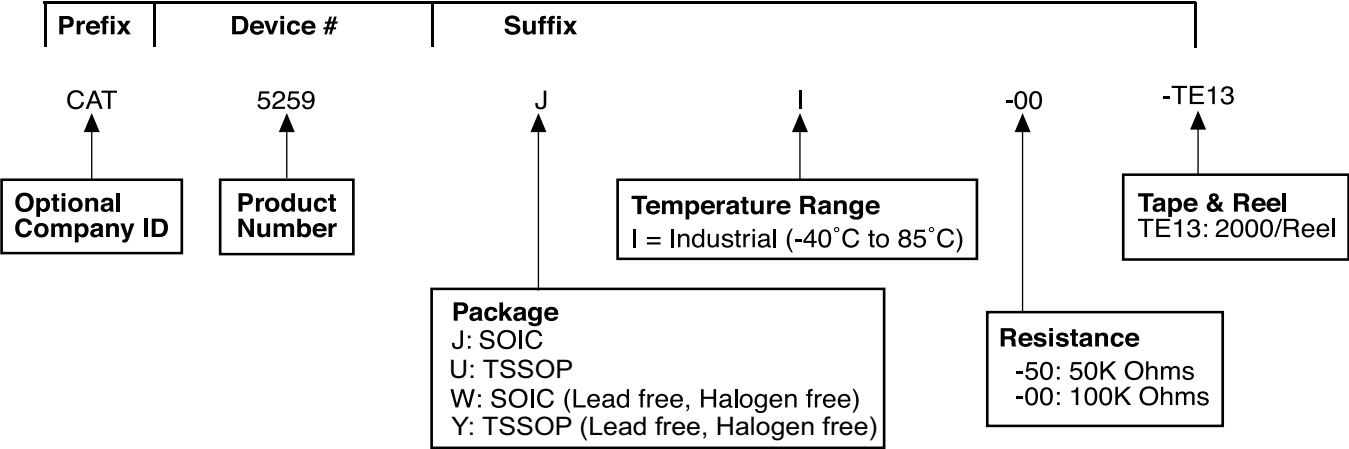 Prefix
Device #
Suffix
CAT
5259
J
I
-00
-TE13
Optional
Company ID
Product
Number
Temperature Range
I = Industrial (-40˚C to 85˚C)
Tape & Reel
TE13: 2000/Reel
Package
J: SOIC
U: TSSOP
W: SOIC (Lead free, Halogen free)
Y: TSSOP (Lead free, Halogen free)
Resistance
-50: 50K Ohms
-00: 100K Ohms